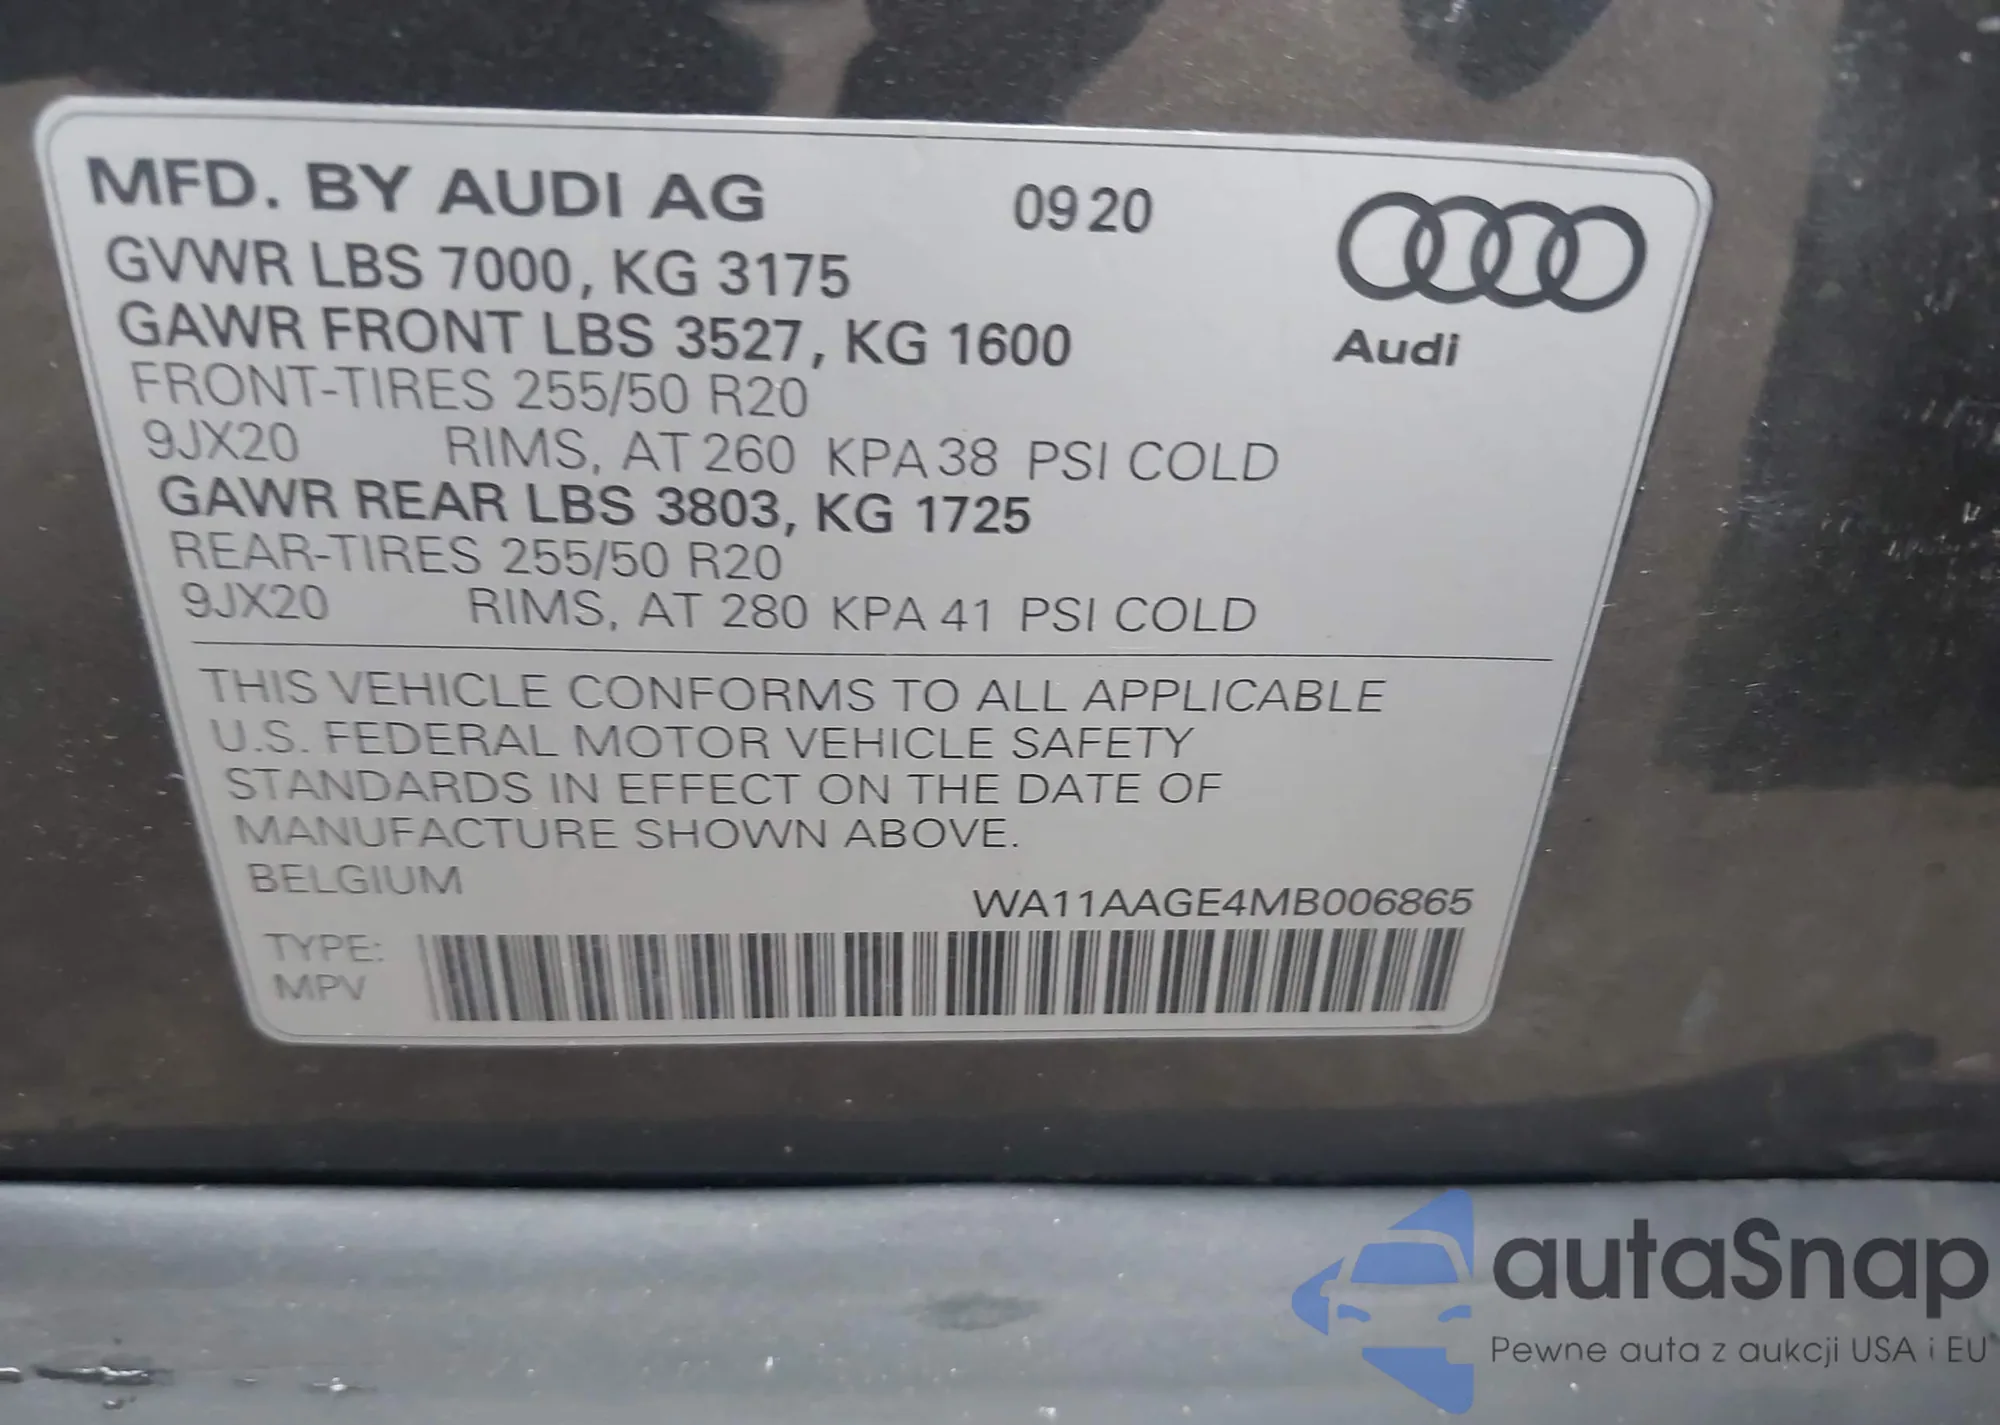 MFD. BY AUDI AG 09 20
GVWR LBS 7000, KG 3175
GAWR FRONT LBS 3527, KG 1600
Audi
FRONT-TIRES 255/50 R20
9JX20 RIMS, AT 260 KPA 38 PSI COLD
GAWR REAR LBS 3803, KG 1725
REAR-TIRES 255/50 R20
9JX20 RIMS, AT 280 KPA 41 PSI COLD
THIS VEHICLE CONFORMS TO ALL APPLICABLE
U.S. FEDERAL MOTOR VEHICLE SAFETY
STANDARDS IN EFFECT ON THE DATE OF
MANUFACTURE SHOWN ABOVE.
BELGIUM
WA11AAGE4MB006865
TYPE:
MPV
autaSnap
Pewne auta z aukcji USA i EU